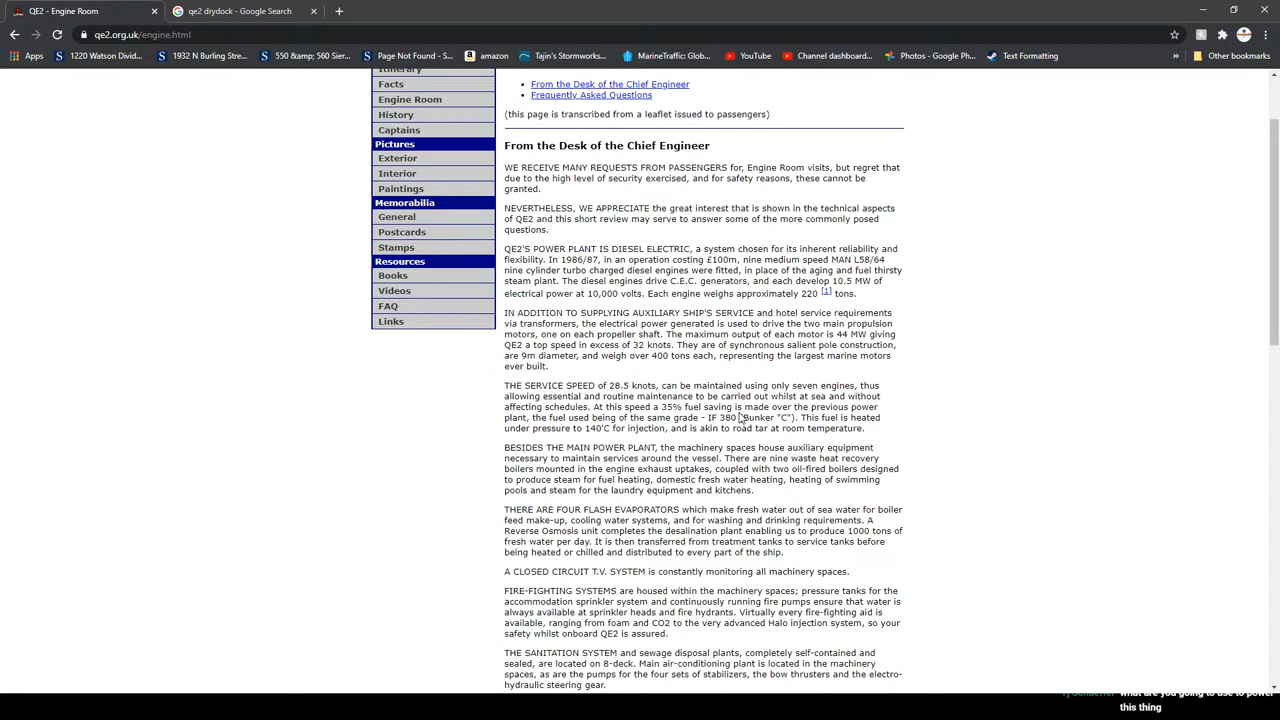 QE2 - Engine Room
qe2 drydock - Google Search
qe2.org.uk/engine.html
Apps
1220 Watson Divid...
1932 N Burling Stre...
550 &amp; 560 Sier...
Page Not Found - S...
amazon
Tajin's Stormworks...
MarineTraffic: Glob...
YouTube
Channel dashboard...
Photos - Google Ph...
Text Formatting
»
Other bookmarks
Itinerary
Facts
Engine Room
History
Captains
Pictures
Exterior
Interior
Paintings
Memorabilia
General
Postcards
Stamps
Resources
Books
Videos
FAQ
Links
From the Desk of the Chief Engineer
Frequently Asked Questions
(this page is transcribed from a leaflet issued to passengers)
From the Desk of the Chief Engineer
WE RECEIVE MANY REQUESTS FROM PASSENGERS for, Engine Room visits, but regret that
due to the high level of security exercised, and for safety reasons, these cannot be
granted.
NEVERTHELESS, WE APPRECIATE the great interest that is shown in the technical aspects
of QE2 and this short review may serve to answer some of the more commonly posed
questions.
QE2'S POWER PLANT IS DIESEL ELECTRIC, a system chosen for its inherent reliability and
flexibility. In 1986/87, in an operation costing £100m, nine medium speed MAN L58/64
nine cylinder turbo charged diesel engines were fitted, in place of the aging and fuel thirsty
steam plant. The diesel engines drive C.E.C. generators, and each develop 10.5 MW of
electrical power at 10,000 volts. Each engine weighs approximately 220 [1] tons.
IN ADDITION TO SUPPLYING AUXILIARY SHIP'S SERVICE and hotel service requirements
via transformers, the electrical power generated is used to drive the two main propulsion
motors, one on each propeller shaft. The maximum output of each motor is 44 MW giving
QE2 a top speed in excess of 32 knots. They are of synchronous salient pole construction,
are 9m diameter, and weigh over 400 tons each, representing the largest marine motors
ever built.
THE SERVICE SPEED of 28.5 knots, can be maintained using only seven engines, thus
allowing essential and routine maintenance to be carried out whilst at sea and without
affecting schedules. At this speed a 35% fuel saving is made over the previous power
plant, the fuel used being of the same grade - IF 380 (Bunker "C"). This fuel is heated
under pressure to 140'C for injection, and is akin to road tar at room temperature.
BESIDES THE MAIN POWER PLANT, the machinery spaces house auxiliary equipment
necessary to maintain services around the vessel. There are nine waste heat recovery
boilers mounted in the engine exhaust uptakes, coupled with two oil-fired boilers designed
to produce steam for fuel heating, domestic fresh water heating, heating of swimming
pools and steam for the laundry equipment and kitchens.
THERE ARE FOUR FLASH EVAPORATORS which make fresh water out of sea water for boiler
feed make-up, cooling water systems, and for washing and drinking requirements. A
Reverse Osmosis unit completes the desalination plant enabling us to produce 1000 tons of
fresh water per day. It is then transferred from treatment tanks to service tanks before
being heated or chilled and distributed to every part of the ship.
A CLOSED CIRCUIT T.V. SYSTEM is constantly monitoring all machinery spaces.
FIRE-FIGHTING SYSTEMS are housed within the machinery spaces; pressure tanks for the
accommodation sprinkler system and continuously running fire pumps ensure that water is
always available at sprinkler heads and fire hydrants. Virtually every fire-fighting aid is
available, ranging from foam and CO2 to the very advanced Halo injection system, so your
safety whilst onboard QE2 is assured.
THE SANITATION SYSTEM and sewage disposal plants, completely self-contained and
sealed, are located on 8-deck. Main air-conditioning plant is located in the machinery
spaces, as are the pumps for the four sets of stabilizers, the bow thrusters and the electro-
hydraulic steering gear.
what are you going to use to power
this thing